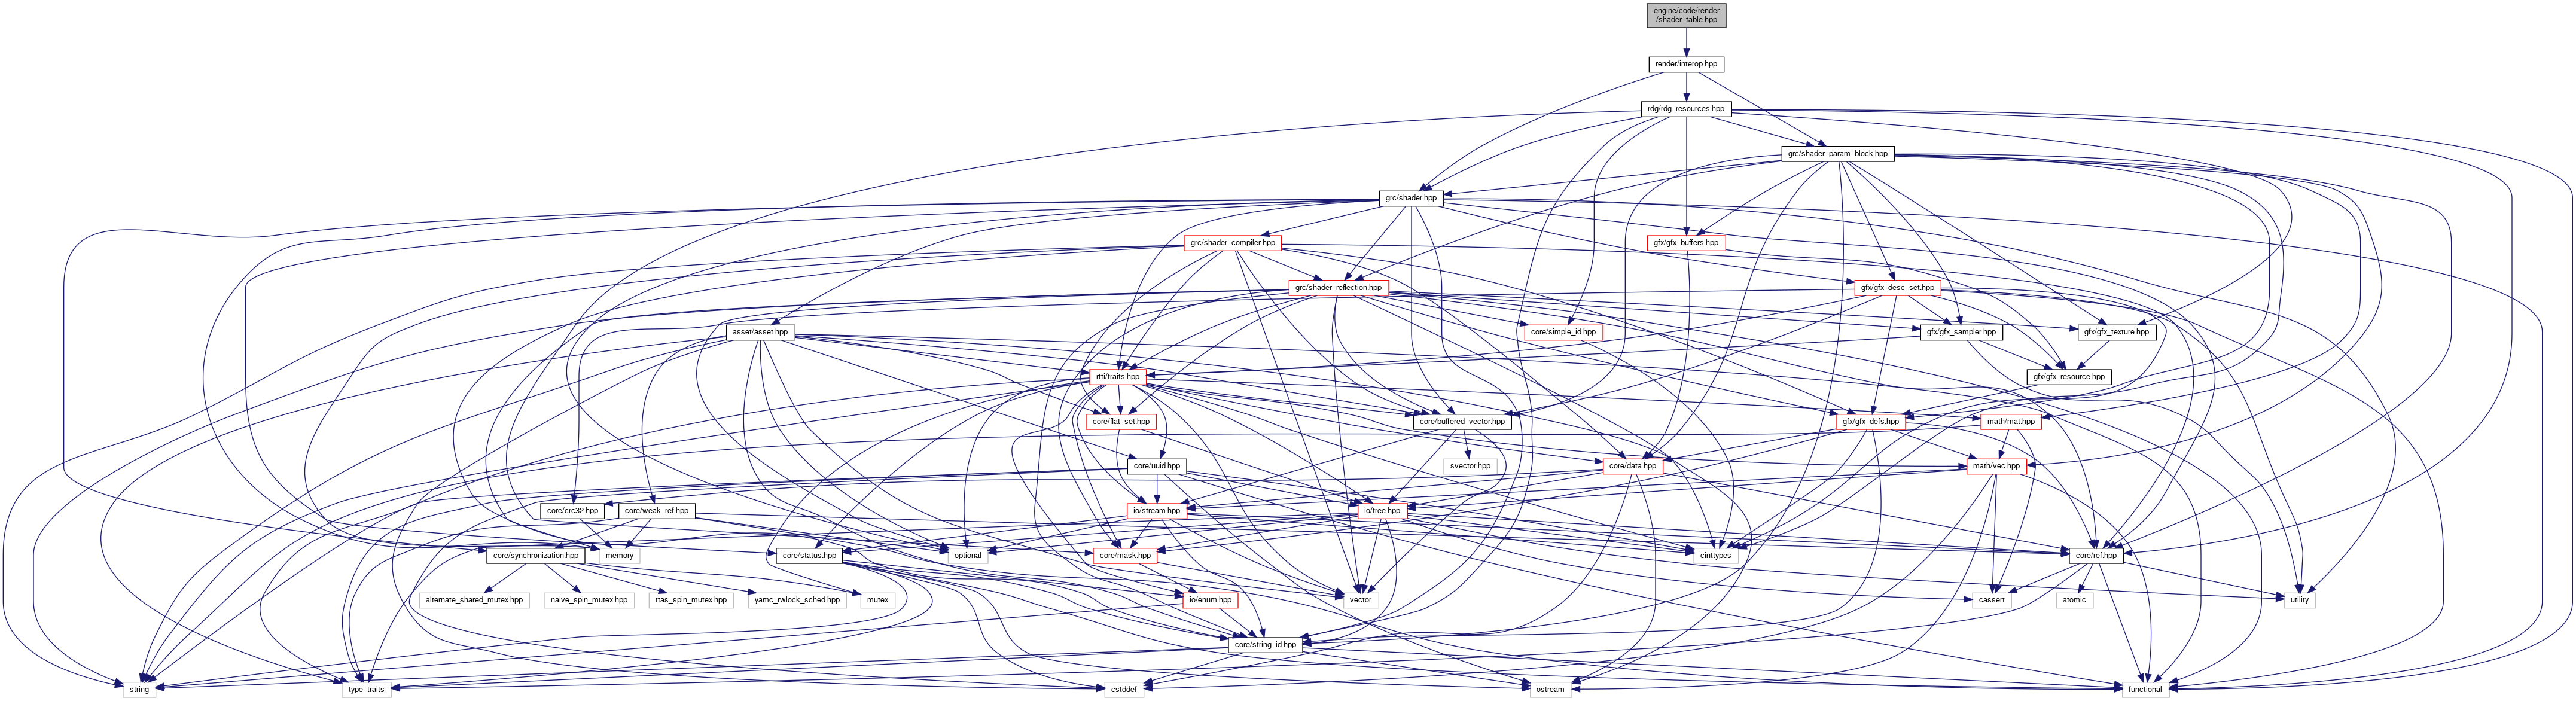 engine/code/render
/shader_table.hpp
render/interop.hpp
rdg/rdg_resources.hpp
grc/shader_param_block.hpp
grc/shader.hpp
grc/shader_compiler.hpp
gfx/gfx_buffers.hpp
grc/shader_reflection.hpp
gfx/gfx_desc_set.hpp
asset/asset.hpp
core/simple_id.hpp
gfx/gfx_sampler.hpp
gfx/gfx_texture.hpp
rtti/traits.hpp
gfx/gfx_resource.hpp
core/flat_set.hpp
core/buffered_vector.hpp
gfx/gfx_defs.hpp
math/mat.hpp
core/uuid.hpp
svector.hpp
core/data.hpp
math/vec.hpp
core/crc32.hpp
core/weak_ref.hpp
io/stream.hpp
io/tree.hpp
core/synchronization.hpp
memory
core/status.hpp
optional
core/mask.hpp
cinttypes
core/ref.hpp
alternate_shared_mutex.hpp
naive_spin_mutex.hpp
ttas_spin_mutex.hpp
yamc_rwlock_sched.hpp
mutex
io/enum.hpp
vector
cassert
atomic
utility
core/string_id.hpp
string
type_traits
cstddef
ostream
functional